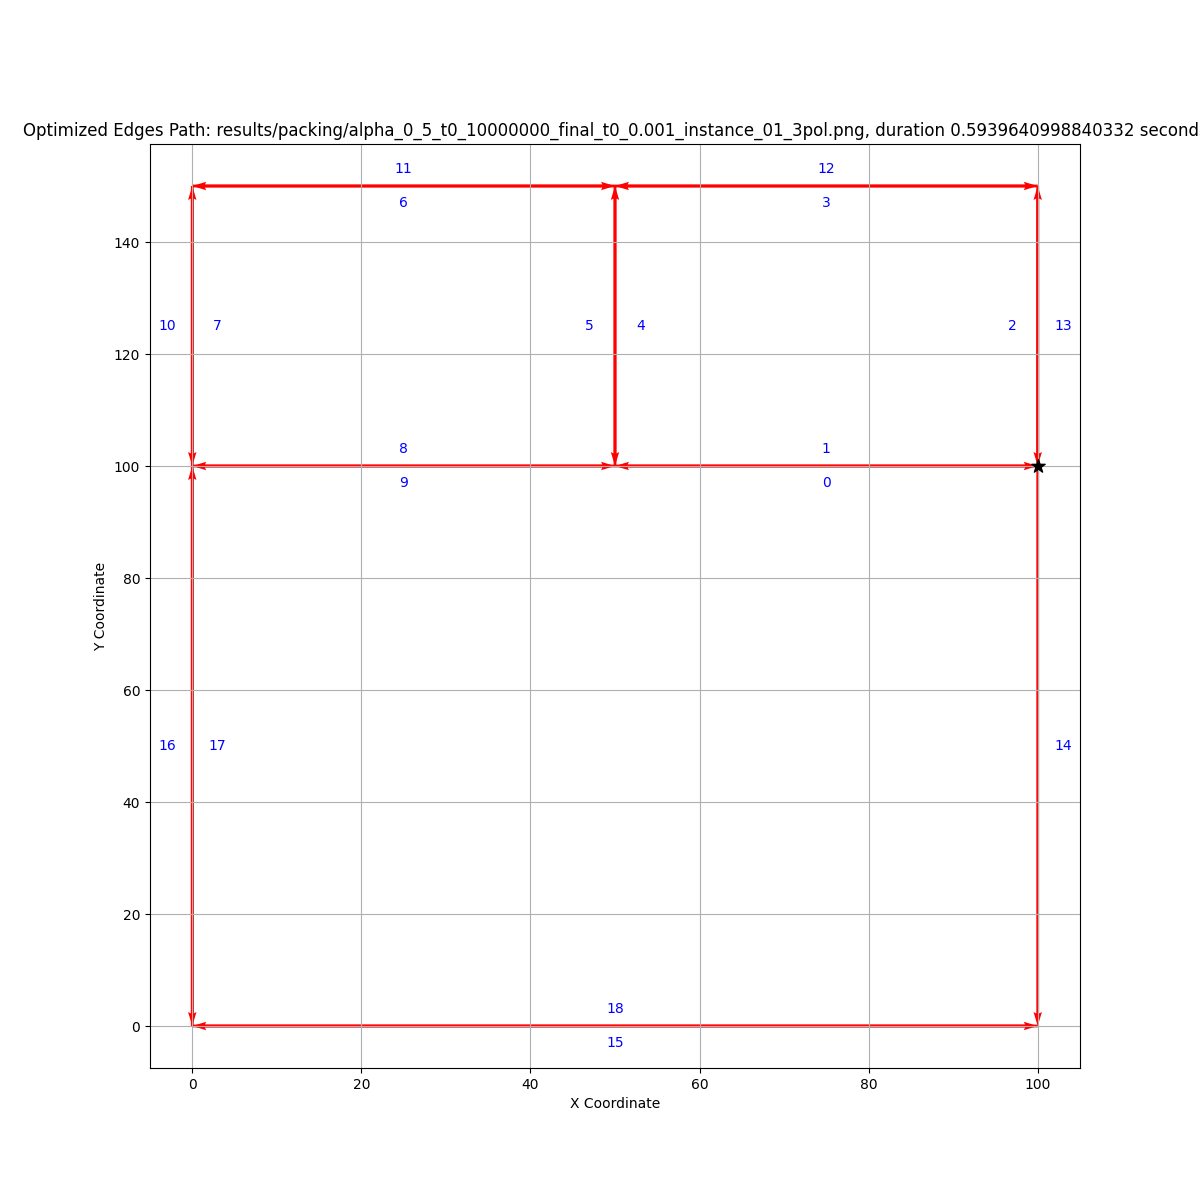 Optimized Edges Path: results/packing/alpha_0_5_t0_10000000_final_t0_0.001_instance_01_3pol.png, duration 0.5939640998840332 second
11 12
6 3
140
10 7 5 4 2 13
120
8 1
100
9 0
80
Y Coordinate
60
16 17 14
40
20
18
0
15
0 20 40 60 80 100
X Coordinate